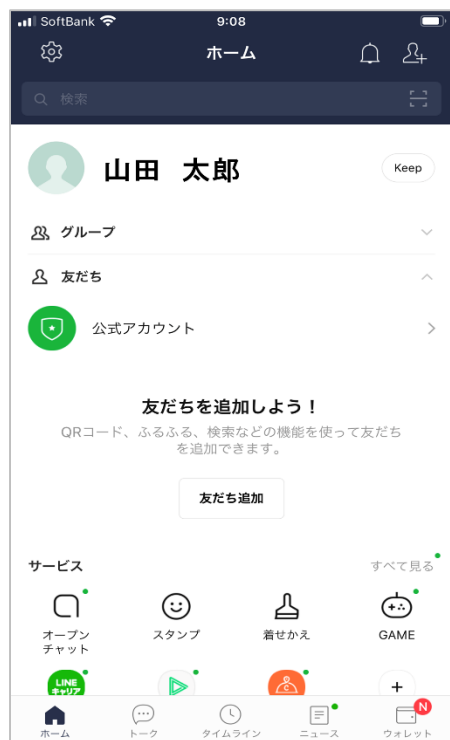 SoftBank 9:08
ホーム
検索
山田 太郎
Keep
グループ
友だち
公式アカウント
友だちを追加しよう!
QRコード、ふるふる、検索などの機能を使って友だち
を追加できます。
友だち追加
サービス
すべて見る
オープン
チャット
スタンプ
着せかえ
GAME
LINE
キャリア
N
ホーム
トーク
タイムライン
ニュース
ウォレット